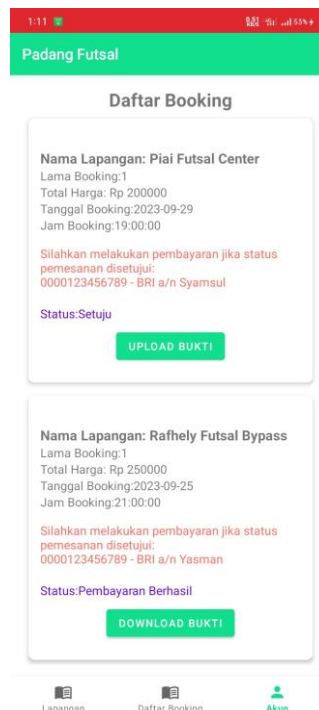 1:11
55%
Padang Futsal
Daftar Booking
Nama Lapangan: Piai Futsal Center
Lama Booking:1
Total Harga: Rp 200000
Tanggal Booking:2023-09-29
Jam Booking:19:00:00
Silahkan melakukan pembayaran jika status
pemesanan disetujui:
0000123456789 - BRI a/n Syamsul
Status:Setuju
UPLOAD BUKTI
Nama Lapangan: Rafhely Futsal Bypass
Lama Booking:1
Total Harga: Rp 250000
Tanggal Booking:2023-09-25
Jam Booking:21:00:00
Silahkan melakukan pembayaran jika status
pemesanan disetujui:
0000123456789 - BRI a/n Yasman
Status:Pembayaran Berhasil
DOWNLOAD BUKTI
Lapangan Daftar Booking Akun